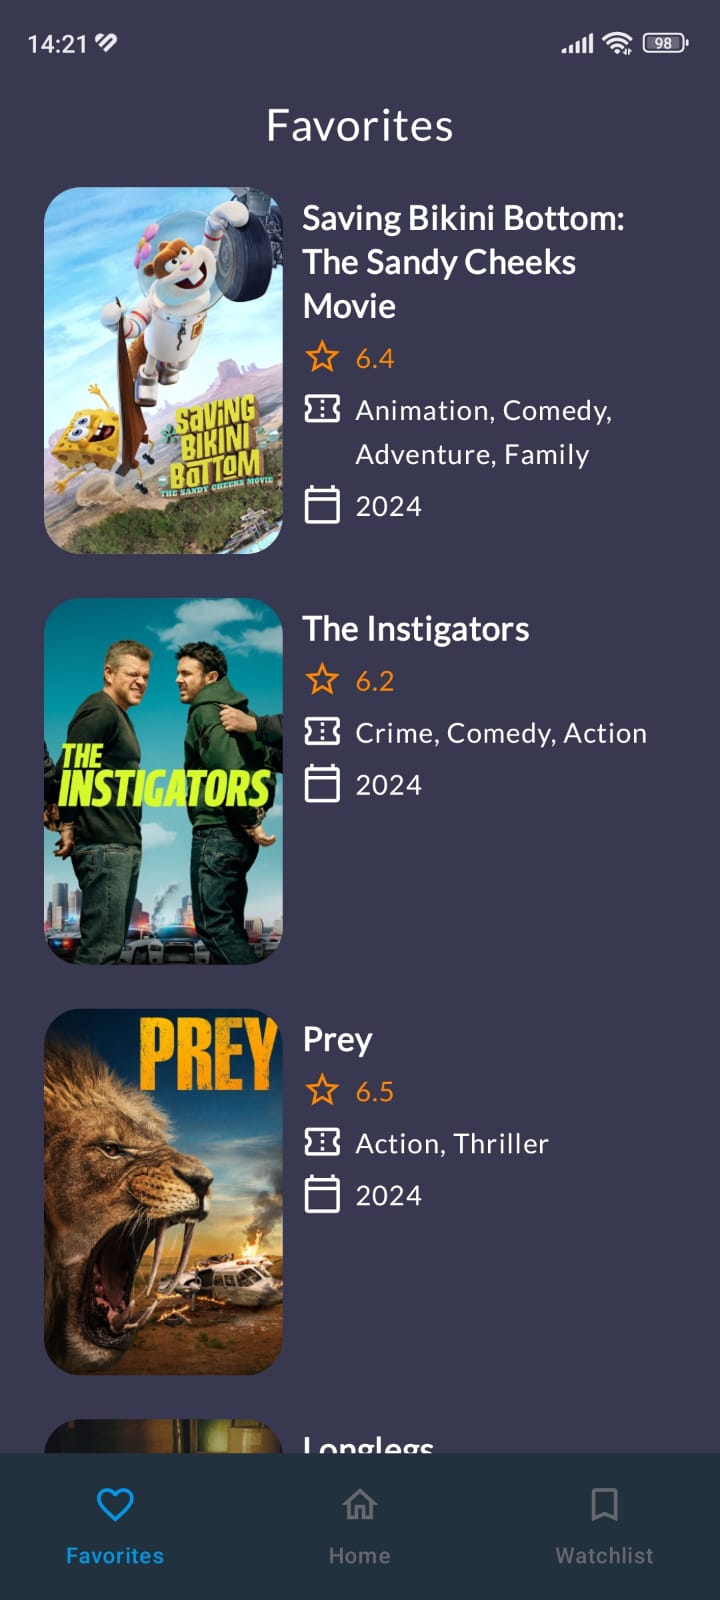 14:21
98
Favorites
Saving Bikini Bottom:
The Sandy Cheeks
Movie
6.4
Animation, Comedy,
Adventure, Family
2024
SAVING
BIKINI
BOTTOM
THE SANDY CHEEKS MOVIE
The Instigators
6.2
Crime, Comedy, Action
2024
THE
INSTIGATORS
PREY
Prey
6.5
Action, Thriller
2024
Longlegs
Favorites
Home
Watchlist